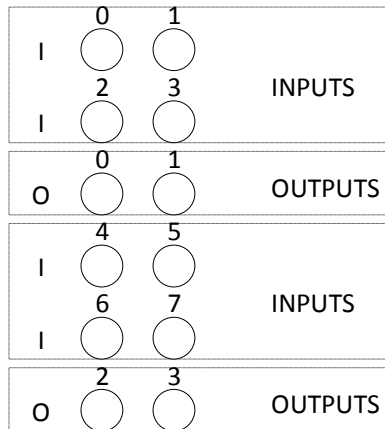 0 1
I
2 3
INPUTS
I
0 1
OUTPUTS
O
4 5
I
6 7
INPUTS
I
2 3
OUTPUTS
O